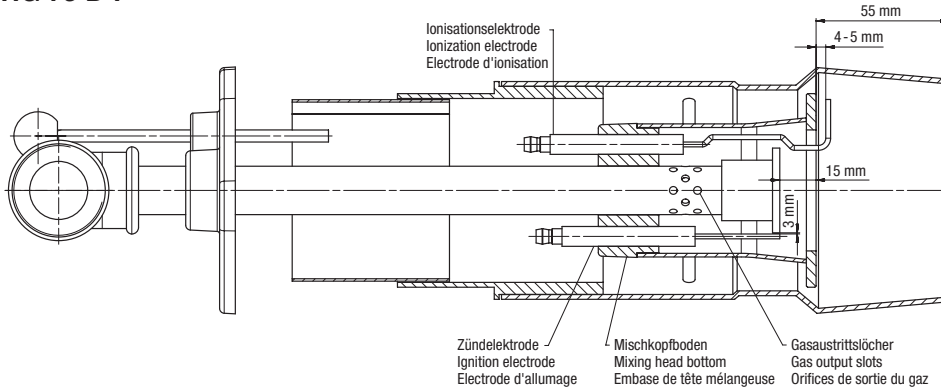 55 mm
4-5 mm
Ionisationselektrode
Ionization electrode
Electrode d'ionisation
15 mm
3 mm
Zündelektrode
Ignition electrode
Electrode d'allumage
Mischkopfboden
Mixing head bottom
Embase de tête mélangeuse
Gasaustrittslöcher
Gas output slots
Orifices de sortie du gaz